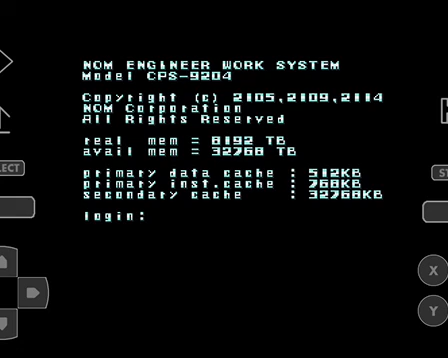 NOM ENGINEER WORK SYSTEM
Model CPS-9204
Copyright (c) 2105,2109,2114
NOM Corporation
All Rights Reserved
real mem = 8192 TB
avail mem = 32768 TB
primary data cache : 512KB
primary inst.cache : 768KB
secondary cache : 32768KB
login:
X
Y